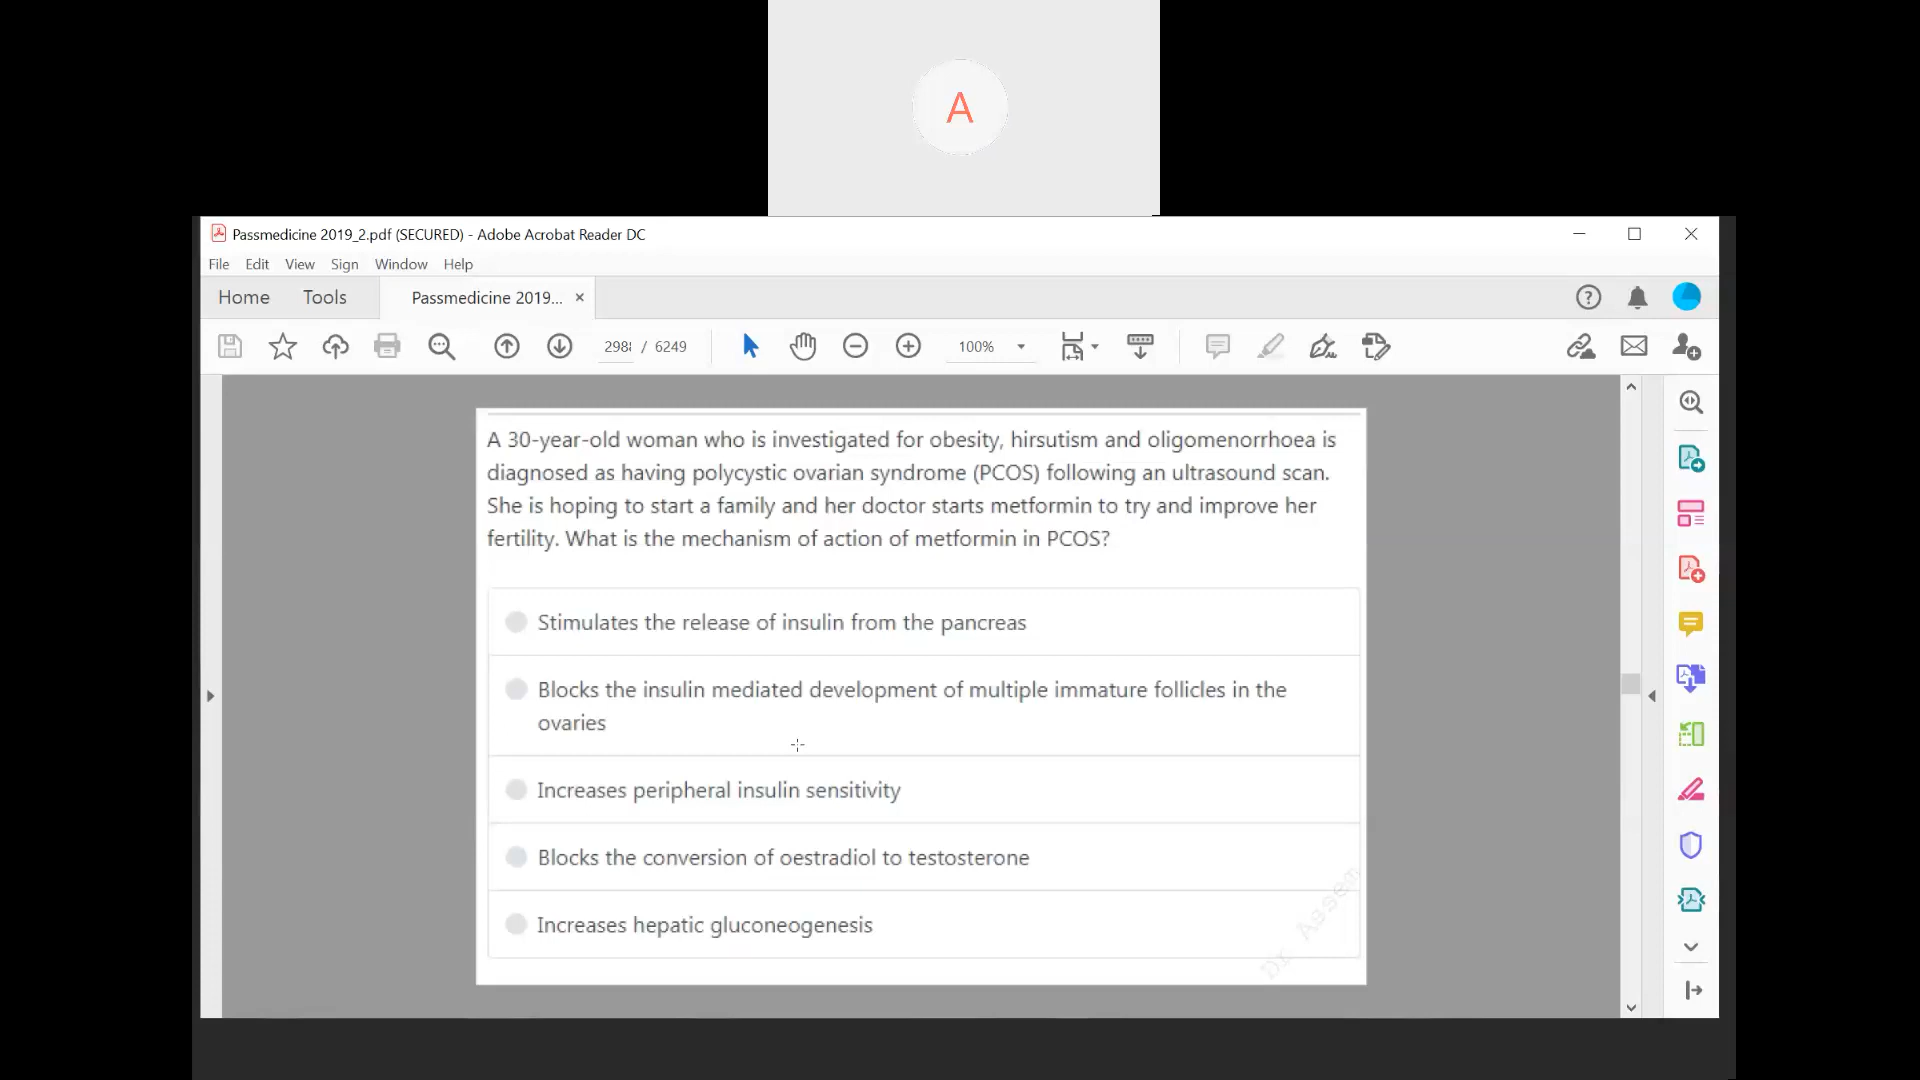 A
Passmedicine 2019_2.pdf (SECURED) - Adobe Acrobat Reader DC
File Edit View Sign Window Help
Home Tools Passmedicine 2019...
298 / 6249 100%
A 30-year-old woman who is investigated for obesity, hirsutism and oligomenorrhoea is
diagnosed as having polycystic ovarian syndrome (PCOS) following an ultrasound scan.
She is hoping to start a family and her doctor starts metformin to try and improve her
fertility. What is the mechanism of action of metformin in PCOS?
Stimulates the release of insulin from the pancreas
Blocks the insulin mediated development of multiple immature follicles in the
ovaries
Increases peripheral insulin sensitivity
Blocks the conversion of oestradiol to testosterone
Increases hepatic gluconeogenesis
Dr. Assem